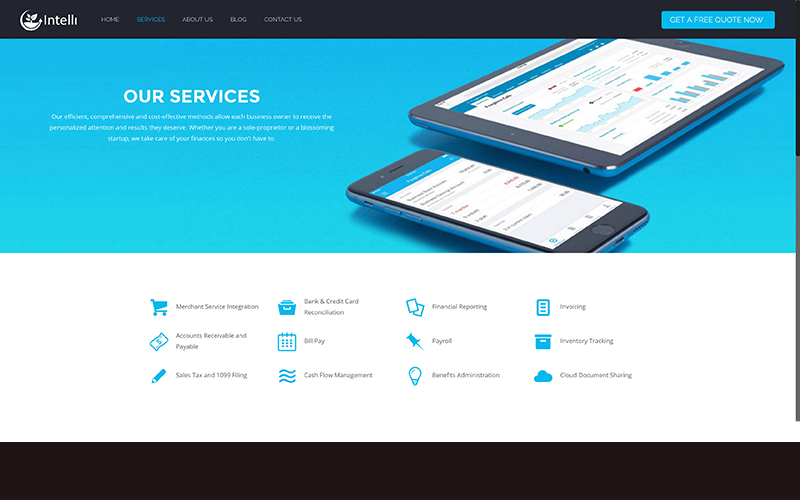 Intelli
HOME
SERVICES
ABOUT US
BLOG
CONTACT US
GET A FREE QUOTE NOW
OUR SERVICES
Our efficient, comprehensive and cost-effective methods allow each business owner to receive the
personalized attention and results they deserve. Whether you are a sole-proprietor or a blossoming
startup, we take care of your finances so you don't have to.
Merchant Service Integration
Bank & Credit Card
Reconciliation
Financial Reporting
Invoicing
Accounts Receivable and
Payable
Bill Pay
Payroll
Inventory Tracking
Sales Tax and 1099 Filing
Cash Flow Management
Benefits Administration
Cloud Document Sharing